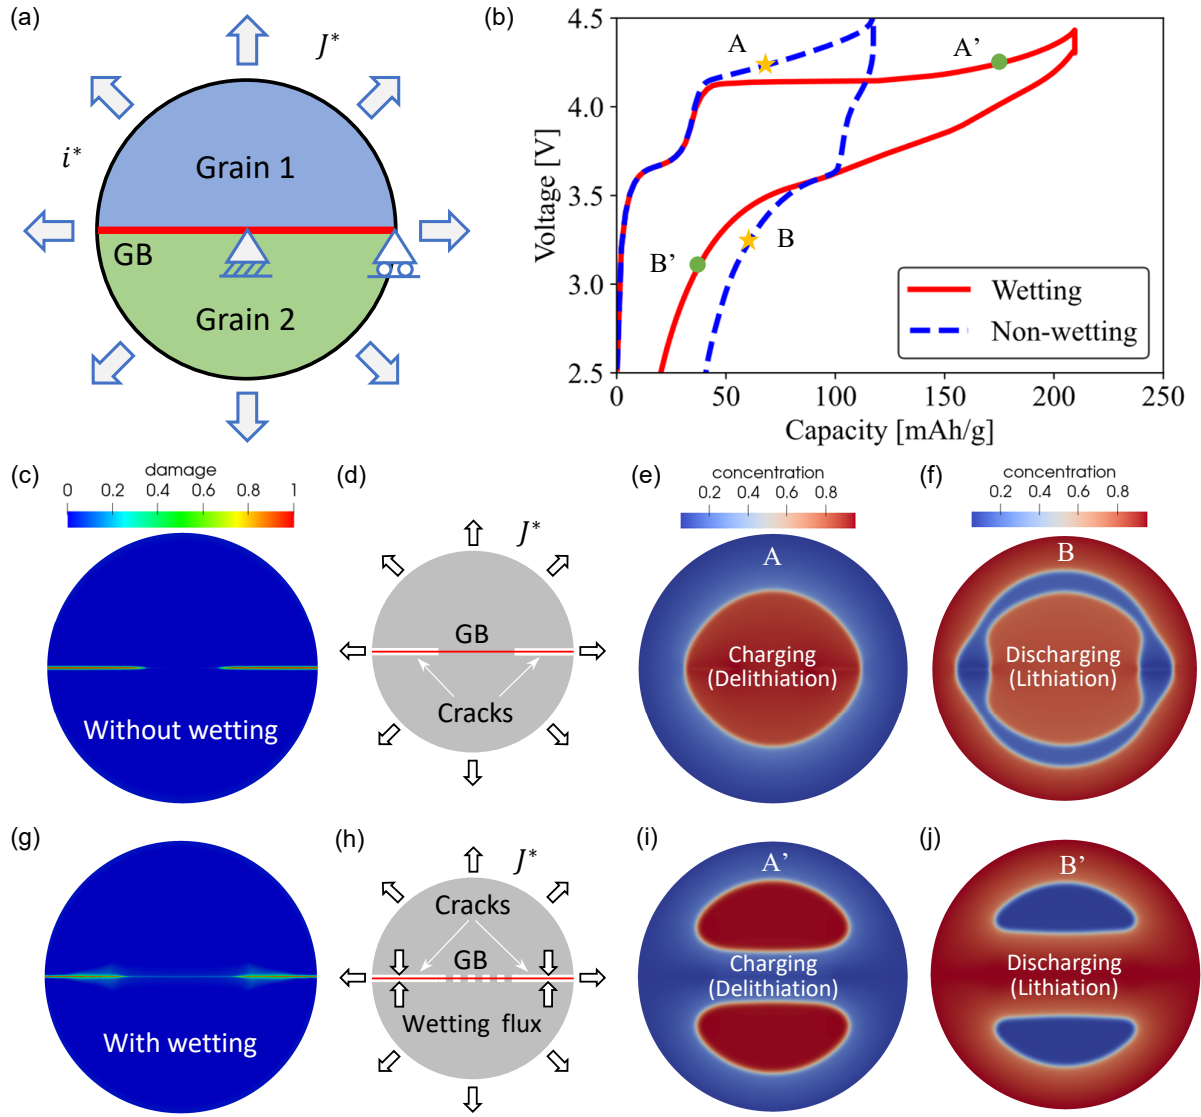 (a)
J*
i*
Grain 1
GB
Grain 2
(b)
Voltage [V]
4.5
4.0
3.5
3.0
2.5
0
50
100
150
200
250
Capacity [mAh/g]
A
A’
B
B’
Wetting
Non-wetting
(c)
damage
0
0.2
0.4
0.6
0.8
1
Without wetting
(d)
J*
GB
Cracks
(e)
concentration
0.2
0.4
0.6
0.8
A
Charging
(Delithiation)
(f)
concentration
0.2
0.4
0.6
0.8
B
Discharging
(Lithiation)
(g)
With wetting
(h)
J*
Cracks
GB
Wetting flux
(i)
A’
Charging
(Delithiation)
(j)
B’
Discharging
(Lithiation)